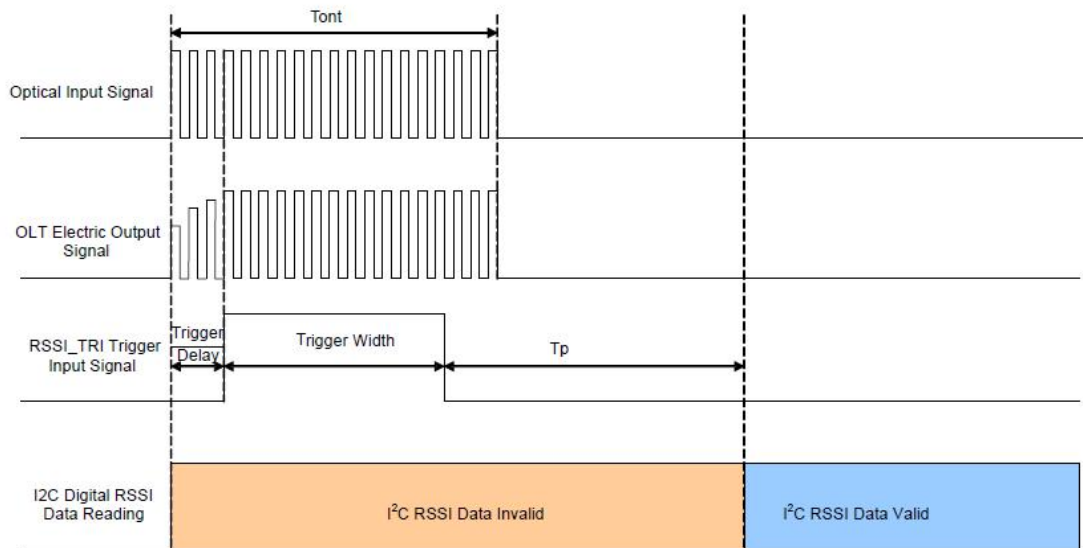 Tont
Optical Input Signal
OLT Electric Output
Signal
RSSI_TRI Trigger
Input Signal
Trigger
Delay
Trigger Width
Tp
I2C Digital RSSI
Data Reading
I²C RSSI Data Invalid
I²C RSSI Data Valid